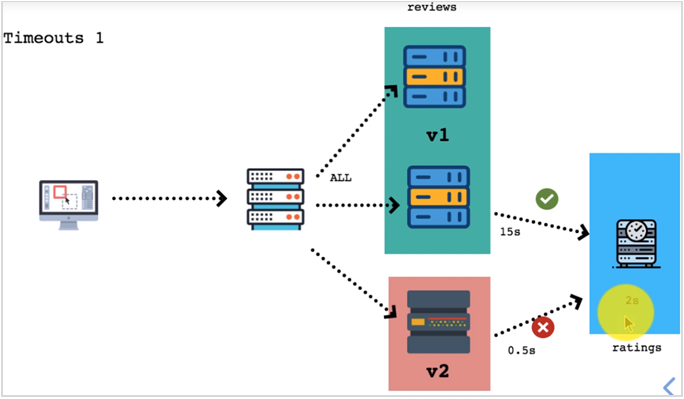 reviews
Timeouts 1
v1
ALL
15s
2s
0.5s
ratings
v2